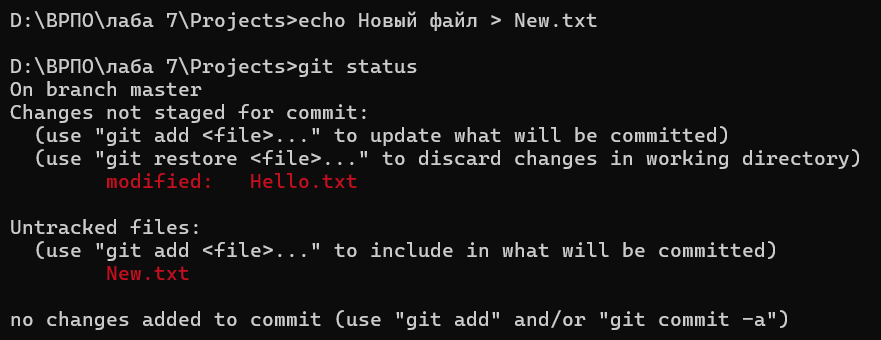 D:\ВРПО\лаба 7\Projects>echo Новый файл > New.txt
D:\ВРПО\лаба 7\Projects>git status
On branch master
Changes not staged for commit:
  (use "git add <file>..." to update what will be committed)
  (use "git restore <file>..." to discard changes in working directory)
        modified:   Hello.txt
Untracked files:
  (use "git add <file>..." to include in what will be committed)
        New.txt
no changes added to commit (use "git add" and/or "git commit -a")